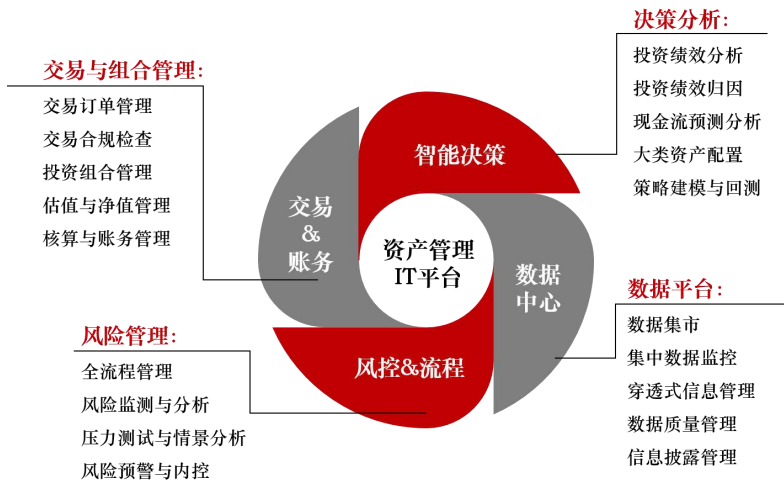 交易与组合管理:
交易订单管理
交易合规检查
投资组合管理
估值与净值管理
核算与账务管理
决策分析:
投资绩效分析
投资绩效归因
现金流预测分析
大类资产配置
策略建模与回测
智能决策
交易
&
账务
资产管理
IT平台
数据
中心
风控&流程
风险管理:
全流程管理
风险监测与分析
压力测试与情景分析
风险预警与内控
数据平台:
数据集市
集中数据监控
穿透式信息管理
数据质量管理
信息披露管理